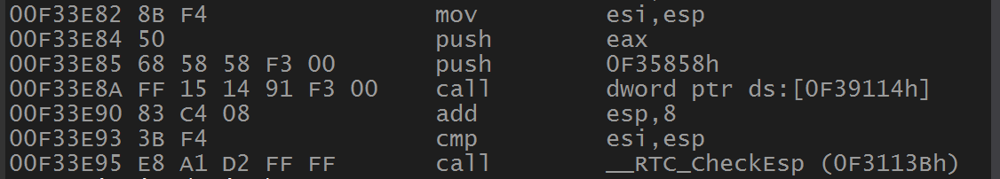 00F33E82 8B F4 mov esi,esp
00F33E84 50 push eax
00F33E85 68 58 58 F3 00 push 0F35858h
00F33E8A FF 15 14 91 F3 00 call dword ptr ds:[0F39114h]
00F33E90 83 C4 08 add esp,8
00F33E93 3B F4 cmp esi,esp
00F33E95 E8 A1 D2 FF FF call __RTC_CheckEsp (0F3113Bh)